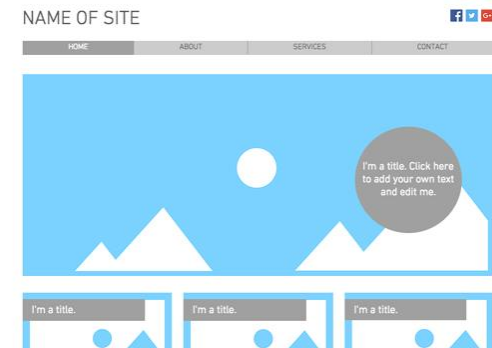 NAME OF SITE
HOME ABOUT SERVICES CONTACT
I'm a title. Click here
to add your own text
and edit me.
I'm a title. I'm a title. I'm a title.